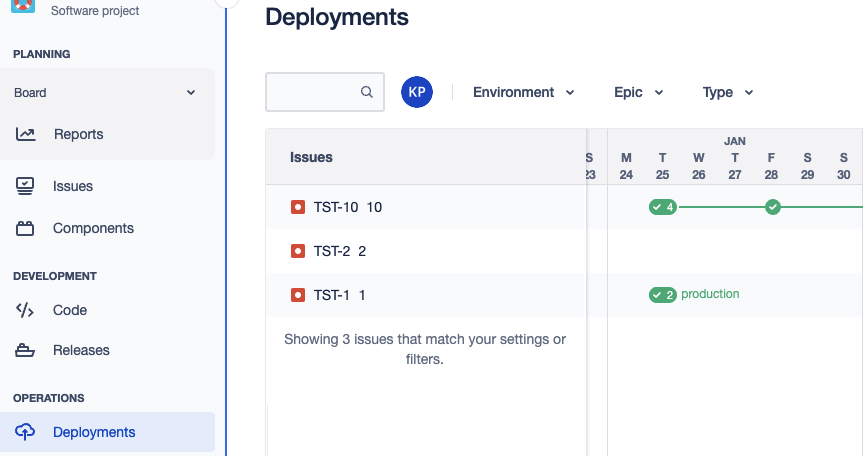 Software project
Deployments
PLANNING
Board
Reports
Issues
Components
DEVELOPMENT
Code
Releases
OPERATIONS
Deployments
KP
Environment
Epic
Type
Issues
JAN
S M T W T F S S
23 24 25 26 27 28 29 30
TST-10 10
4
TST-2 2
TST-1 1
2 production
Showing 3 issues that match your settings or
filters.